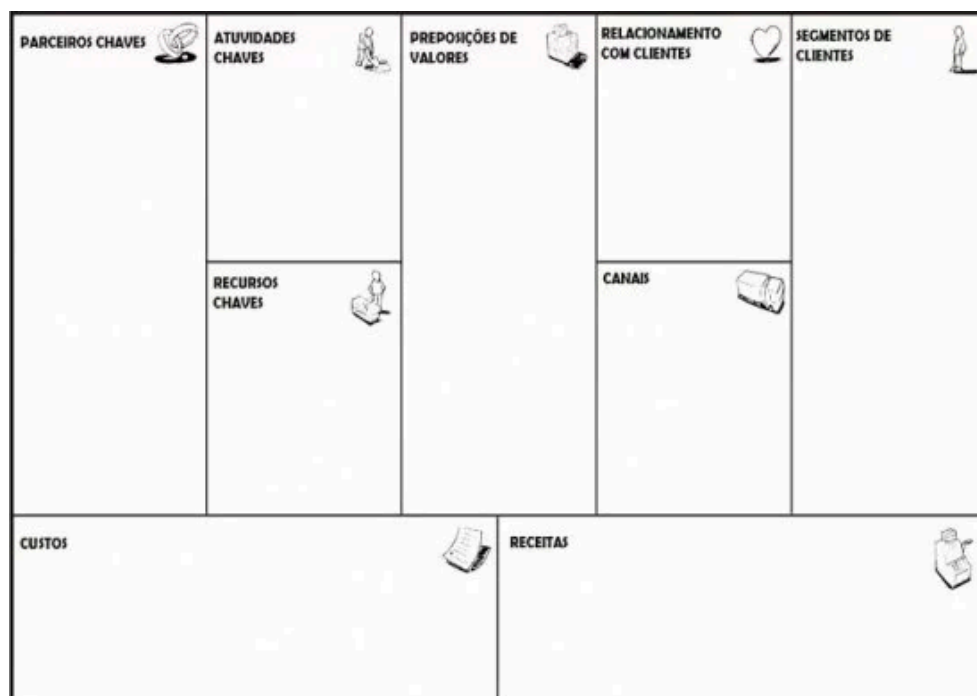 PARCEIROS CHAVES
ATUVIDADES
CHAVES
PREPOSIÇÕES DE
VALORES
RELACIONAMENTO
COM CLIENTES
SEGMENTOS DE
CLIENTES
RECURSOS
CHAVES
CANAIS
CUSTOS
RECEITAS